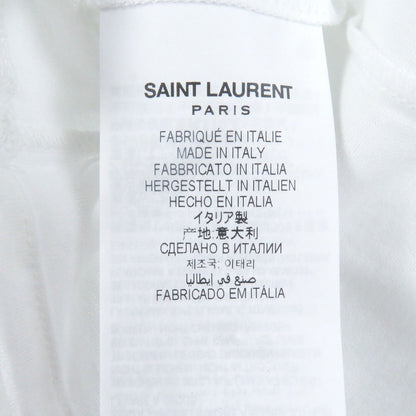 SAINT LAURENT
PARIS
FABRIQUÉ EN ITALIE
MADE IN ITALY
FABBRICATO IN ITALIA
HERGESTELLT IN ITALIEN
HECHO EN ITALIA
イタリア製
产地:意大利
СДЕЛАНО В ИТАЛИИ
제조국: 이태리
صنع في إيطاليا
FABRICADO EM ITÁLIA